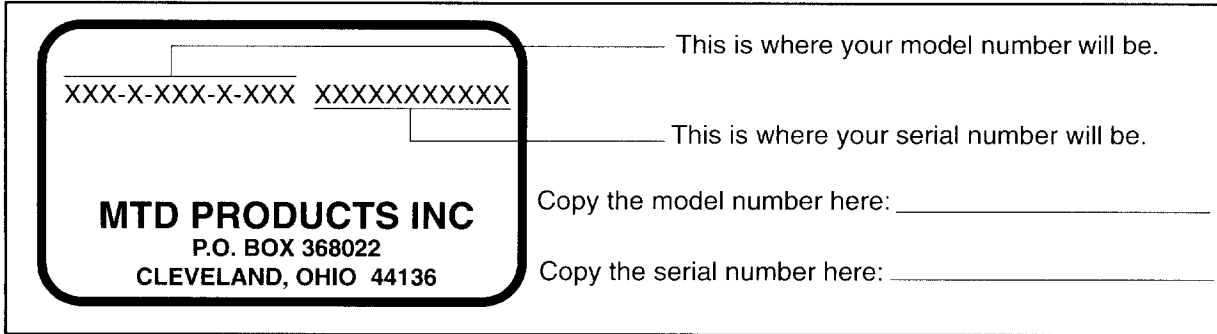 This is where your model number will be.
XXX-X-XXX-X-XXX XXXXXXXXXXX
This is where your serial number will be.
MTD PRODUCTS INC
P.O. BOX 368022
CLEVELAND, OHIO 44136
Copy the model number here:
Copy the serial number here: